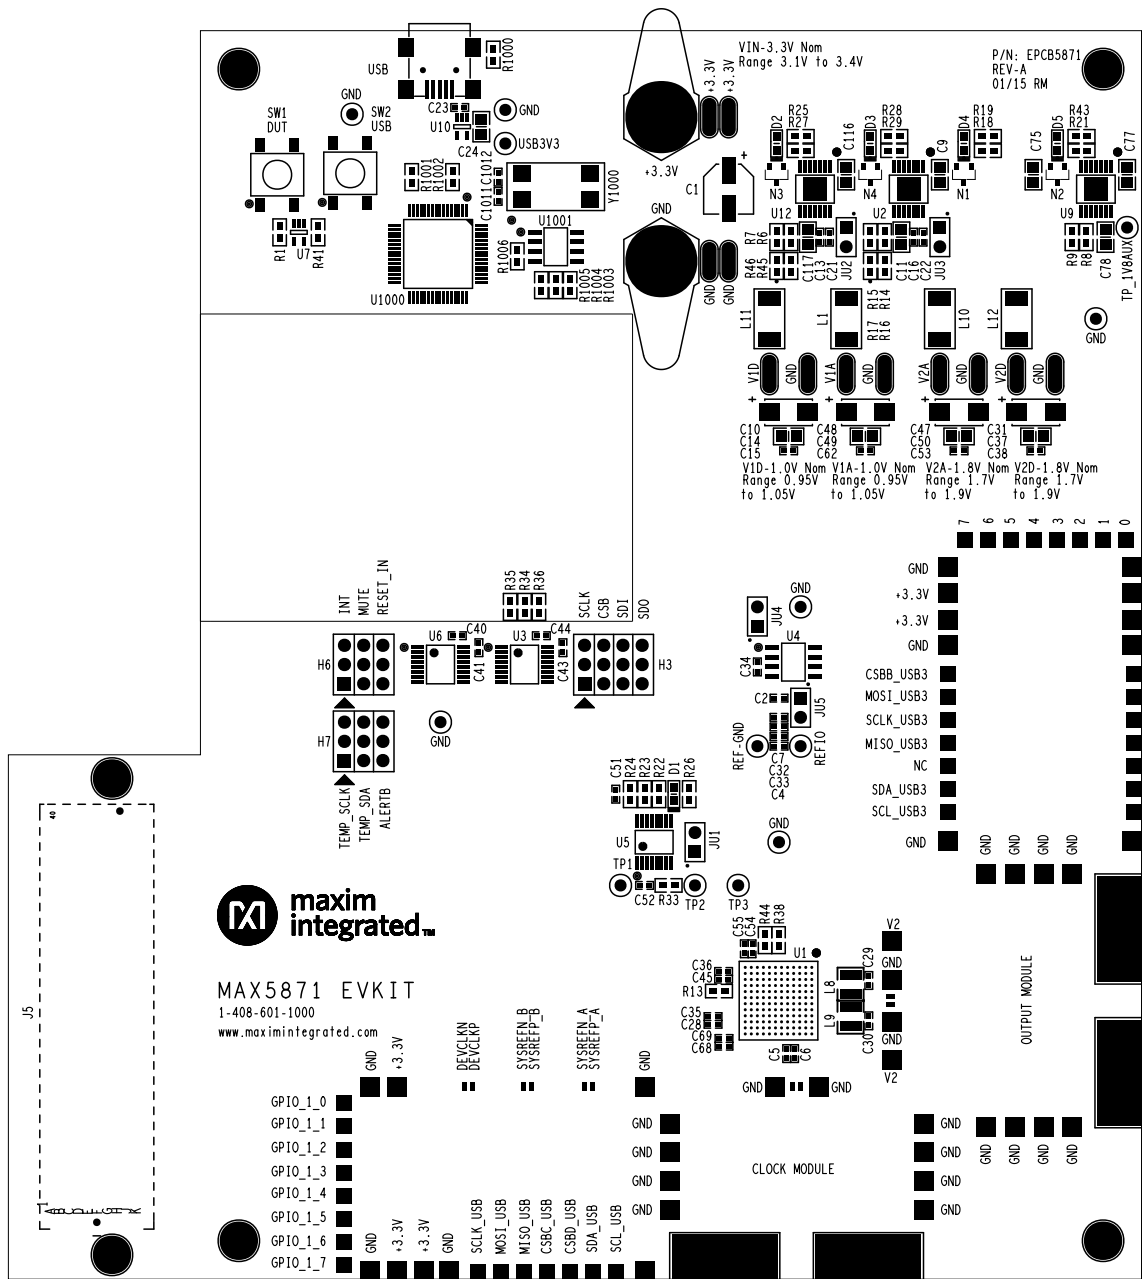 VIN-3.3V Nom
Range 3.1V to 3.4V
P/N: EPCB5871
REV-A
01/15 RM
USB
R1000
GND
SW1
DUT
SW2
USB
C23
U10
C24
GND
USB3V3
+3.3V
+3.3V
+3.3V
C1
+
GND
GND
GND
R1001
R1002
C1012
C1011
Y1000
U1001
R1006
R1005
R1004
R1003
U1000
R1
U7
R41
D2
R25
R27
C116
D3
R28
R29
C9
D4
R19
R18
C75
D5
R43
R21
C77
N3
N4
N1
N2
U12
U2
U9
R7
R6
R46
R45
C117
C13
C21
JU2
C11
C16
C22
JU3
R9
R8
C78
TP_1V8AUX
GND
R15
R14
R17
R16
L11
L1
L10
L12
V1D
GND
V1A
GND
V2A
GND
V2D
GND
+
+
+
+
C10
C14
C15
C48
C49
C62
C47
C50
C53
C31
C37
C38
V1D-1.0V Nom
Range 0.95V
to 1.05V
V1A-1.0V Nom
Range 0.95V
to 1.05V
V2A-1.8V Nom
Range 1.7V
to 1.9V
V2D-1.8V Nom
Range 1.7V
to 1.9V
7
6
5
4
3
2
1
0
GND
+3.3V
+3.3V
GND
CSBB_USB3
MOSI_USB3
SCLK_USB3
MISO_USB3
NC
SDA_USB3
SCL_USB3
GND
INT
MUTE
RESET_IN
R35
R34
R36
SCLK
CSB
SDI
SDO
H6
U6
C40
C41
U3
C44
C43
H3
H7
GND
TEMP_SCLK
TEMP_SDA
ALERTB
JU4
GND
U4
C34
C2
JU5
REF-GND
REFIO
C7
C32
C33
C4
C51
R24
R23
R22
D1
R26
U5
JU1
GND
TP1
C52
R33
TP2
TP3
GND
GND
GND
GND
40
J5
maxim
integrated™
MAX5871 EVKIT
1-408-601-1000
www.maximintegrated.com
C55
C54
R44
R38
U1
C36
C45
R13
C35
C28
C69
C68
C5
C6
C29
L8
L9
C30
V2
GND
GND
V2
OUTPUT MODULE
GND
+3.3V
DEVCLKN
DEVCLKP
SYSREFN_B
SYSREFP_B
SYSREFN_A
SYSREFP_A
GND
GND
GND
GPIO_1_0
GPIO_1_1
GPIO_1_2
GPIO_1_3
GPIO_1_4
GPIO_1_5
GPIO_1_6
GPIO_1_7
GND
GND
GND
GND
CLOCK MODULE
GND
GND
GND
GND
GND
GND
GND
GND
GND
+3.3V
+3.3V
GND
SCLK_USB
MOSI_USB
MISO_USB
CSBC_USB
CSBD_USB
SDA_USB
SCL_USB